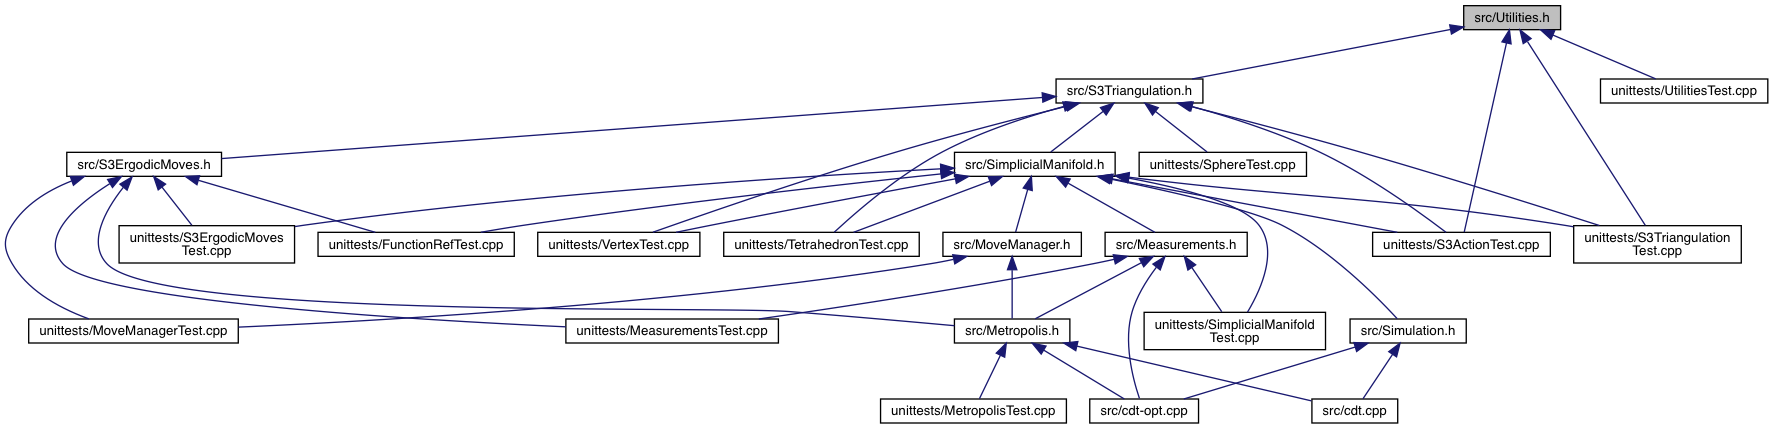 src/Utilities.h
src/S3Triangulation.h
unittests/UtilitiesTest.cpp
src/S3ErgodicMoves.h
src/SimplicialManifold.h
unittests/SphereTest.cpp
unittests/S3ErgodicMoves
Test.cpp
unittests/FunctionRefTest.cpp
unittests/VertexTest.cpp
unittests/TetrahedronTest.cpp
src/MoveManager.h
src/Measurements.h
unittests/S3ActionTest.cpp
unittests/S3Triangulation
Test.cpp
unittests/MoveManagerTest.cpp
unittests/MeasurementsTest.cpp
src/Metropolis.h
unittests/SimplicialManifold
Test.cpp
src/Simulation.h
unittests/MetropolisTest.cpp
src/cdt-opt.cpp
src/cdt.cpp